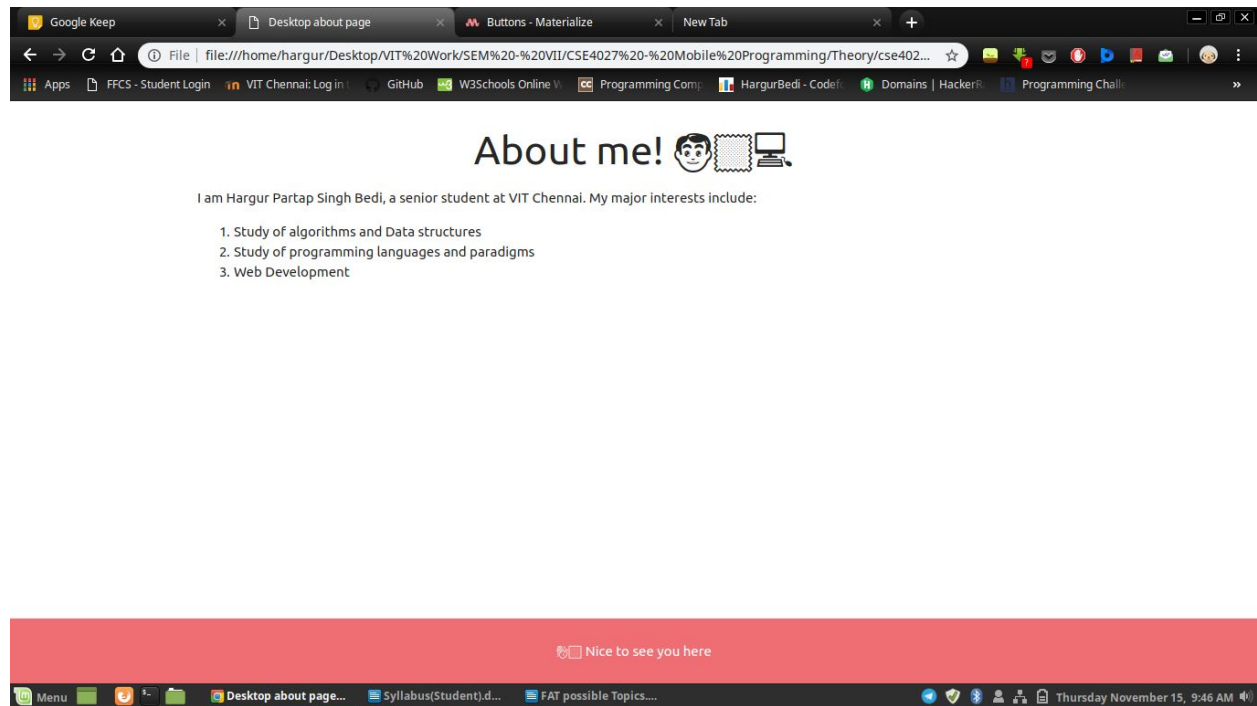 Google Keep
Desktop about page
Buttons - Materialize
New Tab
File | file:///home/hargur/Desktop/VIT%20Work/SEM%20-%20VII/CSE4027%20-%20Mobile%20Programming/Theory/cse402...
Apps FFCS - Student Login VIT Chennai: Log in GitHub W3Schools Online W CC Programming Comp HargurBedi - Codef Domains | HackerR Programming Challe »
About me!
I am Hargur Partap Singh Bedi, a senior student at VIT Chennai. My major interests include:
1. Study of algorithms and Data structures
2. Study of programming languages and paradigms
3. Web Development
Nice to see you here
Menu Desktop about page... Syllabus(Student).d... FAT possible Topics.... Thursday November 15, 9:46 AM